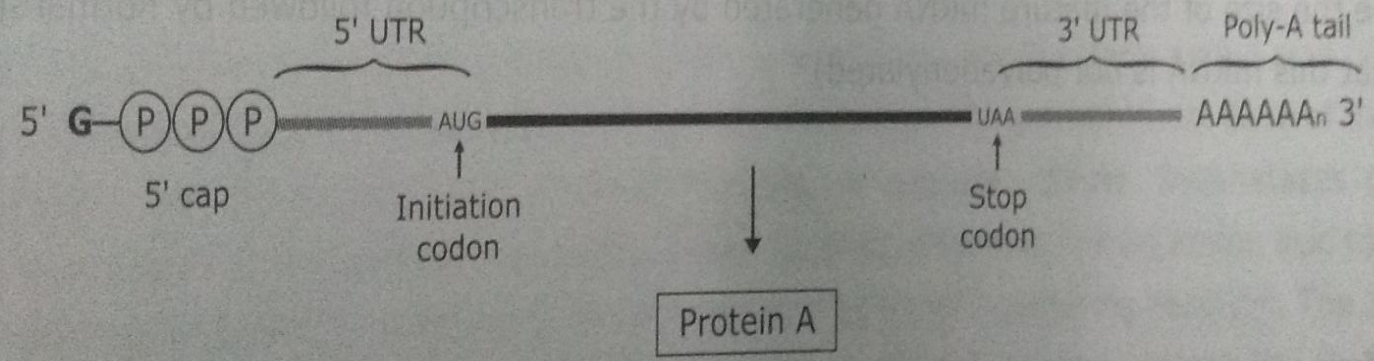 5' UTR
3' UTR
Poly-A tail
5' G P P P AUG UAA AAAAAAn 3'
5' cap
Initiation
codon
Stop
codon
Protein A